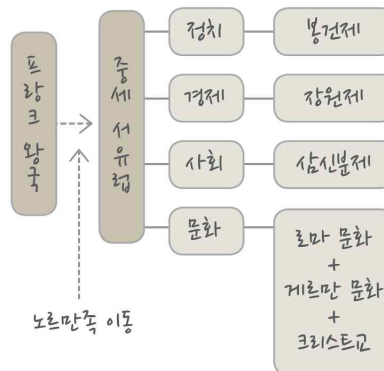 프랑크 왕국
중세 서유럽
정치
봉건제
경제
장원제
사회
삼신분제
문화
로마 문화
+
게르만 문화
+
크리스트교
노르만족 이동